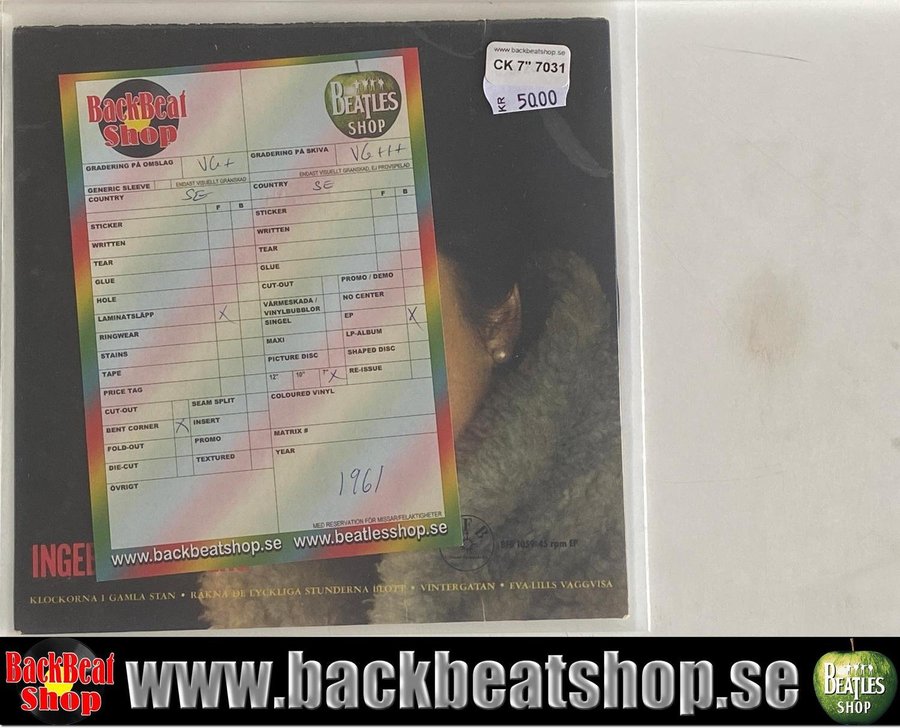 www.backbeatshop.se
CK 7" 7031
KR 5000
BackBeat
Shop
BEATLES
SHOP
GRADERING PÅ OMSLAG VG+
GRADERING PÅ SKIVA VG++
GENERIC SLEEVE
ENDAST VISUELLT GRANSKAD
ENDAST VISUELLT GRANSKAD, EJ PROVSPELAD
COUNTRY SE
F B
STICKER
WRITTEN
TEAR
GLUE
HOLE
LAMINATSLÄPP X
RINGWEAR
STAINS
TAPE
PRICE TAG
CUT-OUT
SEAM SPLIT
BENT CORNER X
INSERT
FOLD-OUT
PROMO
DIE-CUT
TEXTURED
ÖVRIGT
COUNTRY SE
F B
STICKER
WRITTEN
TEAR
GLUE
CUT-OUT
PROMO / DEMO
VÄRMESKADA /
VINYLBUBBLOR
NO CENTER
SINGEL
EP X
MAXI
LP-ALBUM
PICTURE DISC
SHAPED DISC
12" 10" 7" X
RE-ISSUE
COLOURED VINYL
MATRIX #
YEAR
1961
MED RESERVATION FÖR MISSAR/FELAKTIGHETER
www.backbeatshop.se www.beatlesshop.se
BFB 1059 45 rpm EP
KLOCKORNA I GAMLA STAN • RÄKNA DE LYCKLIGA STUNDERNA BLOTT • VINTERGATAN • EVA-LILLS VAGGVISA
BackBeat
Shop
www.backbeatshop.se
BEATLES
SHOP